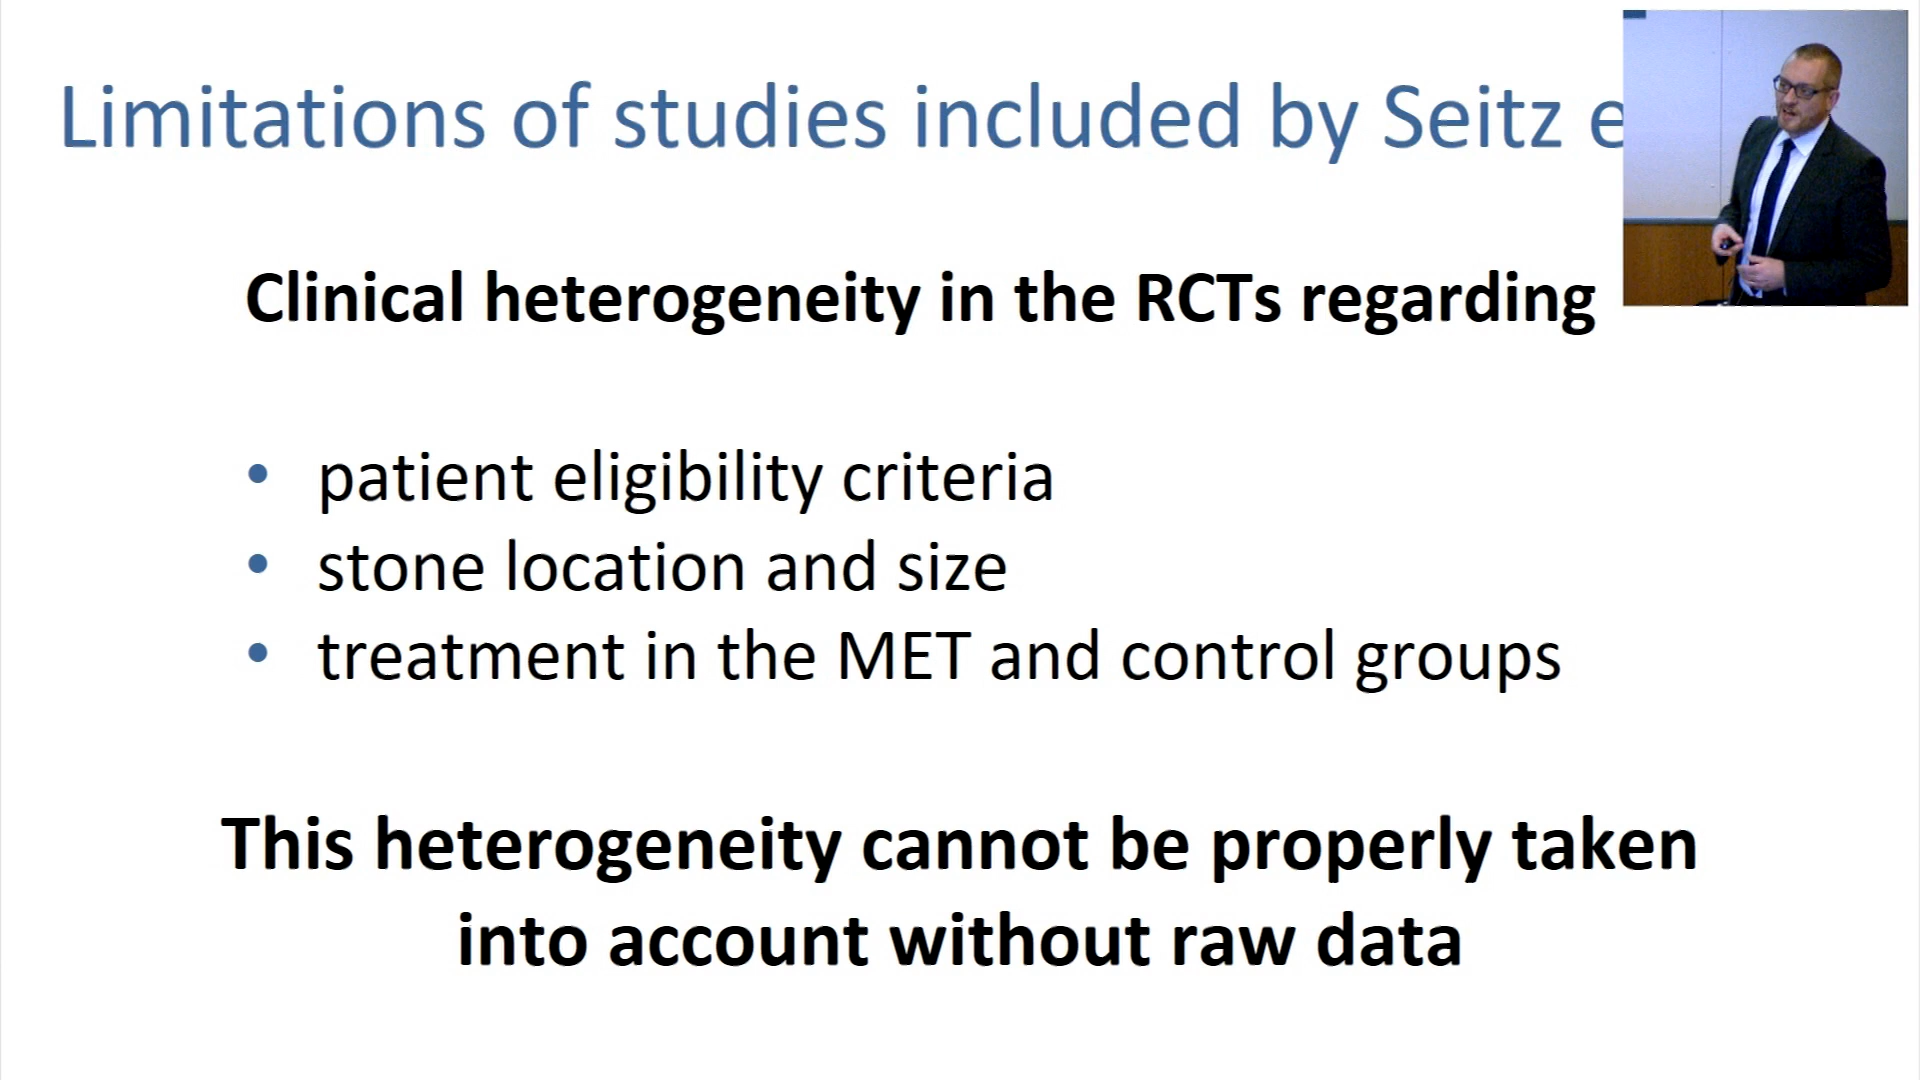 Limitations of studies included by Seitz e
Clinical heterogeneity in the RCTs regarding
• patient eligibility criteria
• stone location and size
• treatment in the MET and control groups
This heterogeneity cannot be properly taken
into account without raw data